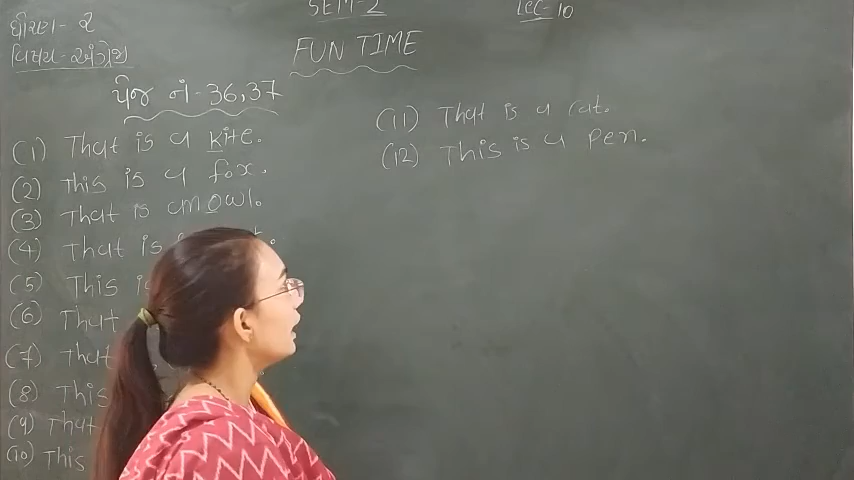 ધોરણ - ૨
વિષય - અંગ્રેજી
SEM-2
LEC-10
FUN TIME
પેજ નં - 36,37
(1) That is a kite.
(2) This is a fox.
(3) That is an owl.
(4) That is
(5) This is
(6) That
(7) That
(8) This
(9) That
(10) This
(11) That is a cat.
(12) This is a pen.